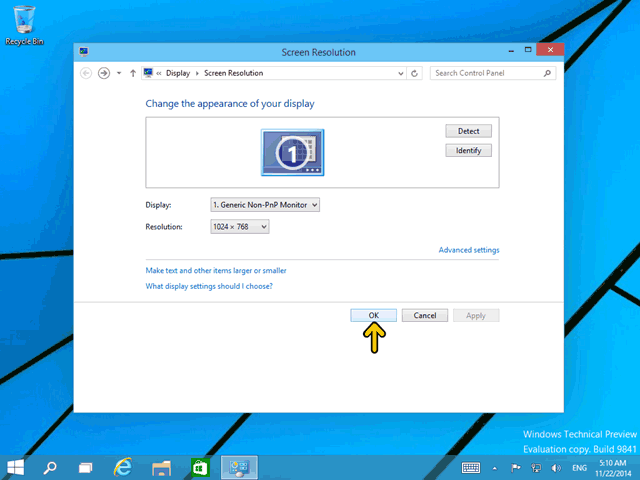 Recycle Bin
Screen Resolution
« Display Screen Resolution
Search Control Panel
Change the appearance of your display
1
Detect
Identify
Display: 1. Generic Non-PnP Monitor
Resolution: 1024 × 768
Advanced settings
Make text and other items larger or smaller
What display settings should I choose?
OK Cancel Apply
Windows Technical Preview
Evaluation copy. Build 9841
ENG
5:10 AM
11/22/2014